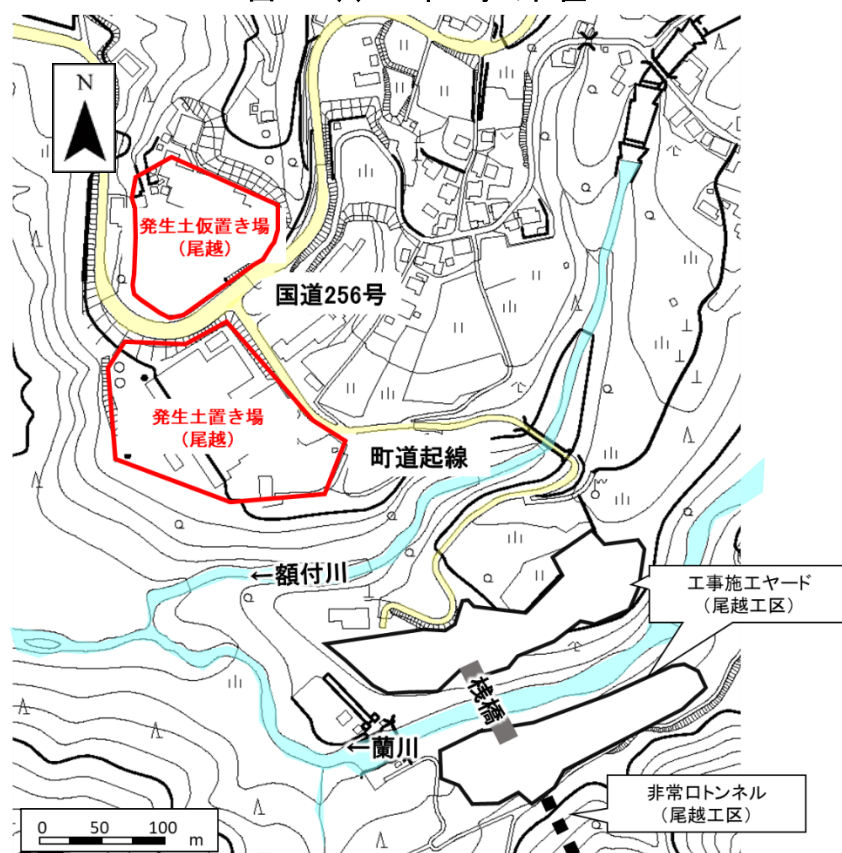 N
発生土仮置き場
(尾越)
国道256号
発生土置き場
(尾越)
町道起線
←額付川
工事施工ヤード
(尾越工区)
桟橋
←蘭川
非常口トンネル
(尾越工区)
0 50 100
m